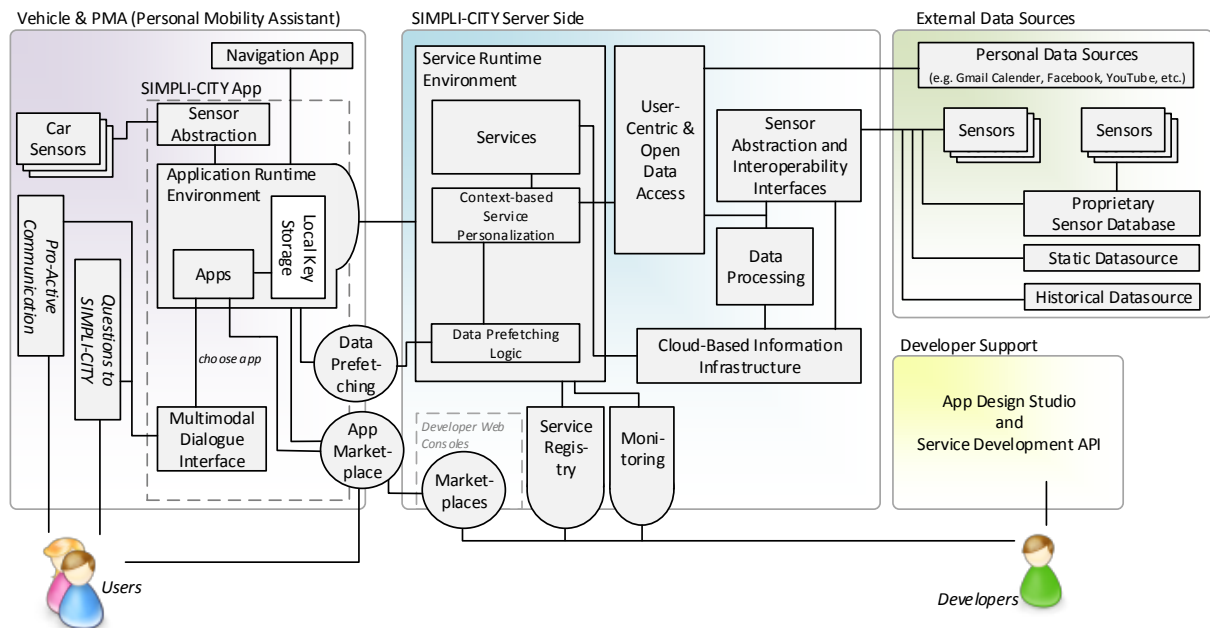 Vehicle & PMA (Personal Mobility Assistant)
Navigation App
SIMPLI-CITY App
Sensor
Abstraction
Car
Sensors
Application Runtime
Environment
Local Key
Storage
Apps
Pro-Active
Communication
Questions to
SIMPLI-CITY
choose app
Multimodal
Dialogue
Interface
Data
Prefet-
ching
App
Market-
place
Users
SIMPLI-CITY Server Side
Service Runtime
Environment
Services
Context-based
Service
Personalization
Data Prefetching
Logic
User-
Centric &
Open
Data
Access
Sensor
Abstraction and
Interoperability
Interfaces
Data
Processing
Cloud-Based Information
Infrastructure
Developer Web
Consoles
Market-
places
Service
Regis-
try
Moni-
toring
External Data Sources
Personal Data Sources
(e.g. Gmail Calender, Facebook, YouTube, etc.)
Sensors
Sensors
Proprietary
Sensor Database
Static Datasource
Historical Datasource
Developer Support
App Design Studio
and
Service Development API
Developers